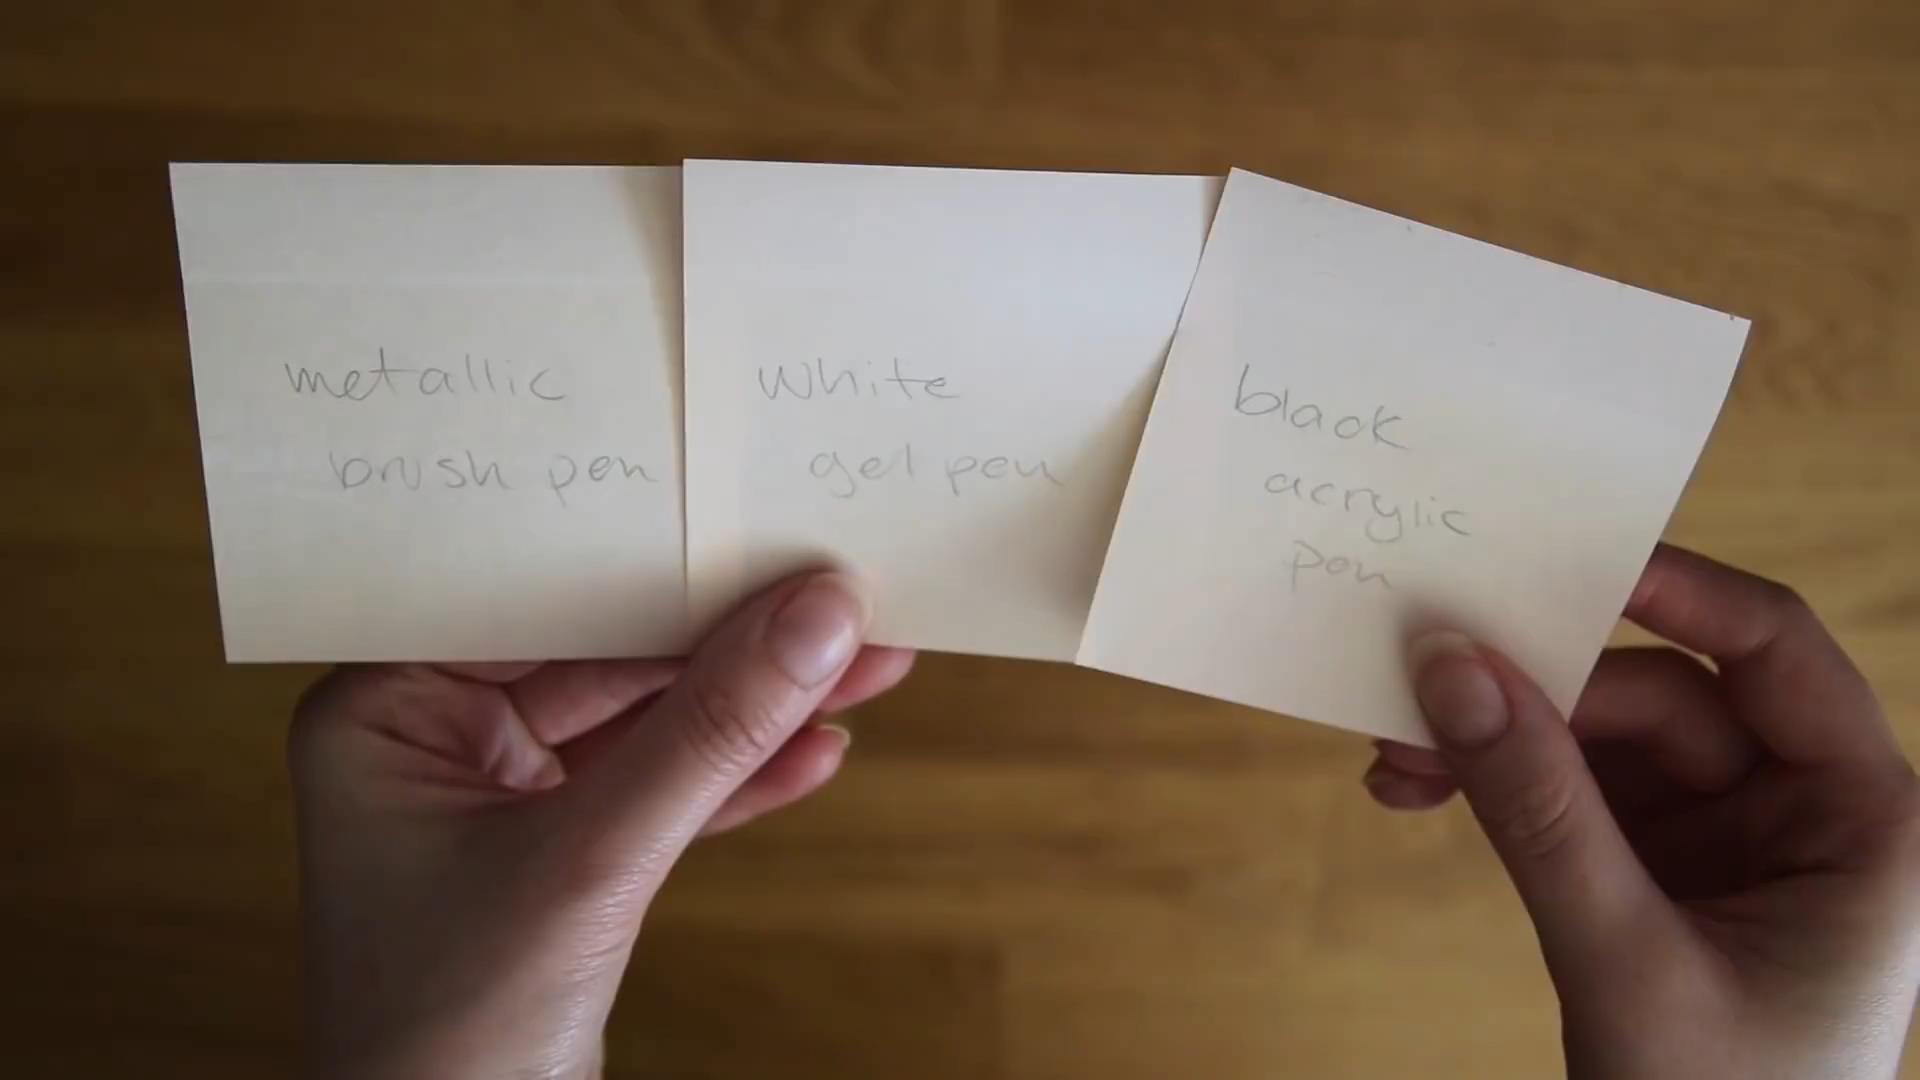 metallic
brush pen
white
gel pen
black
acrylic
pen